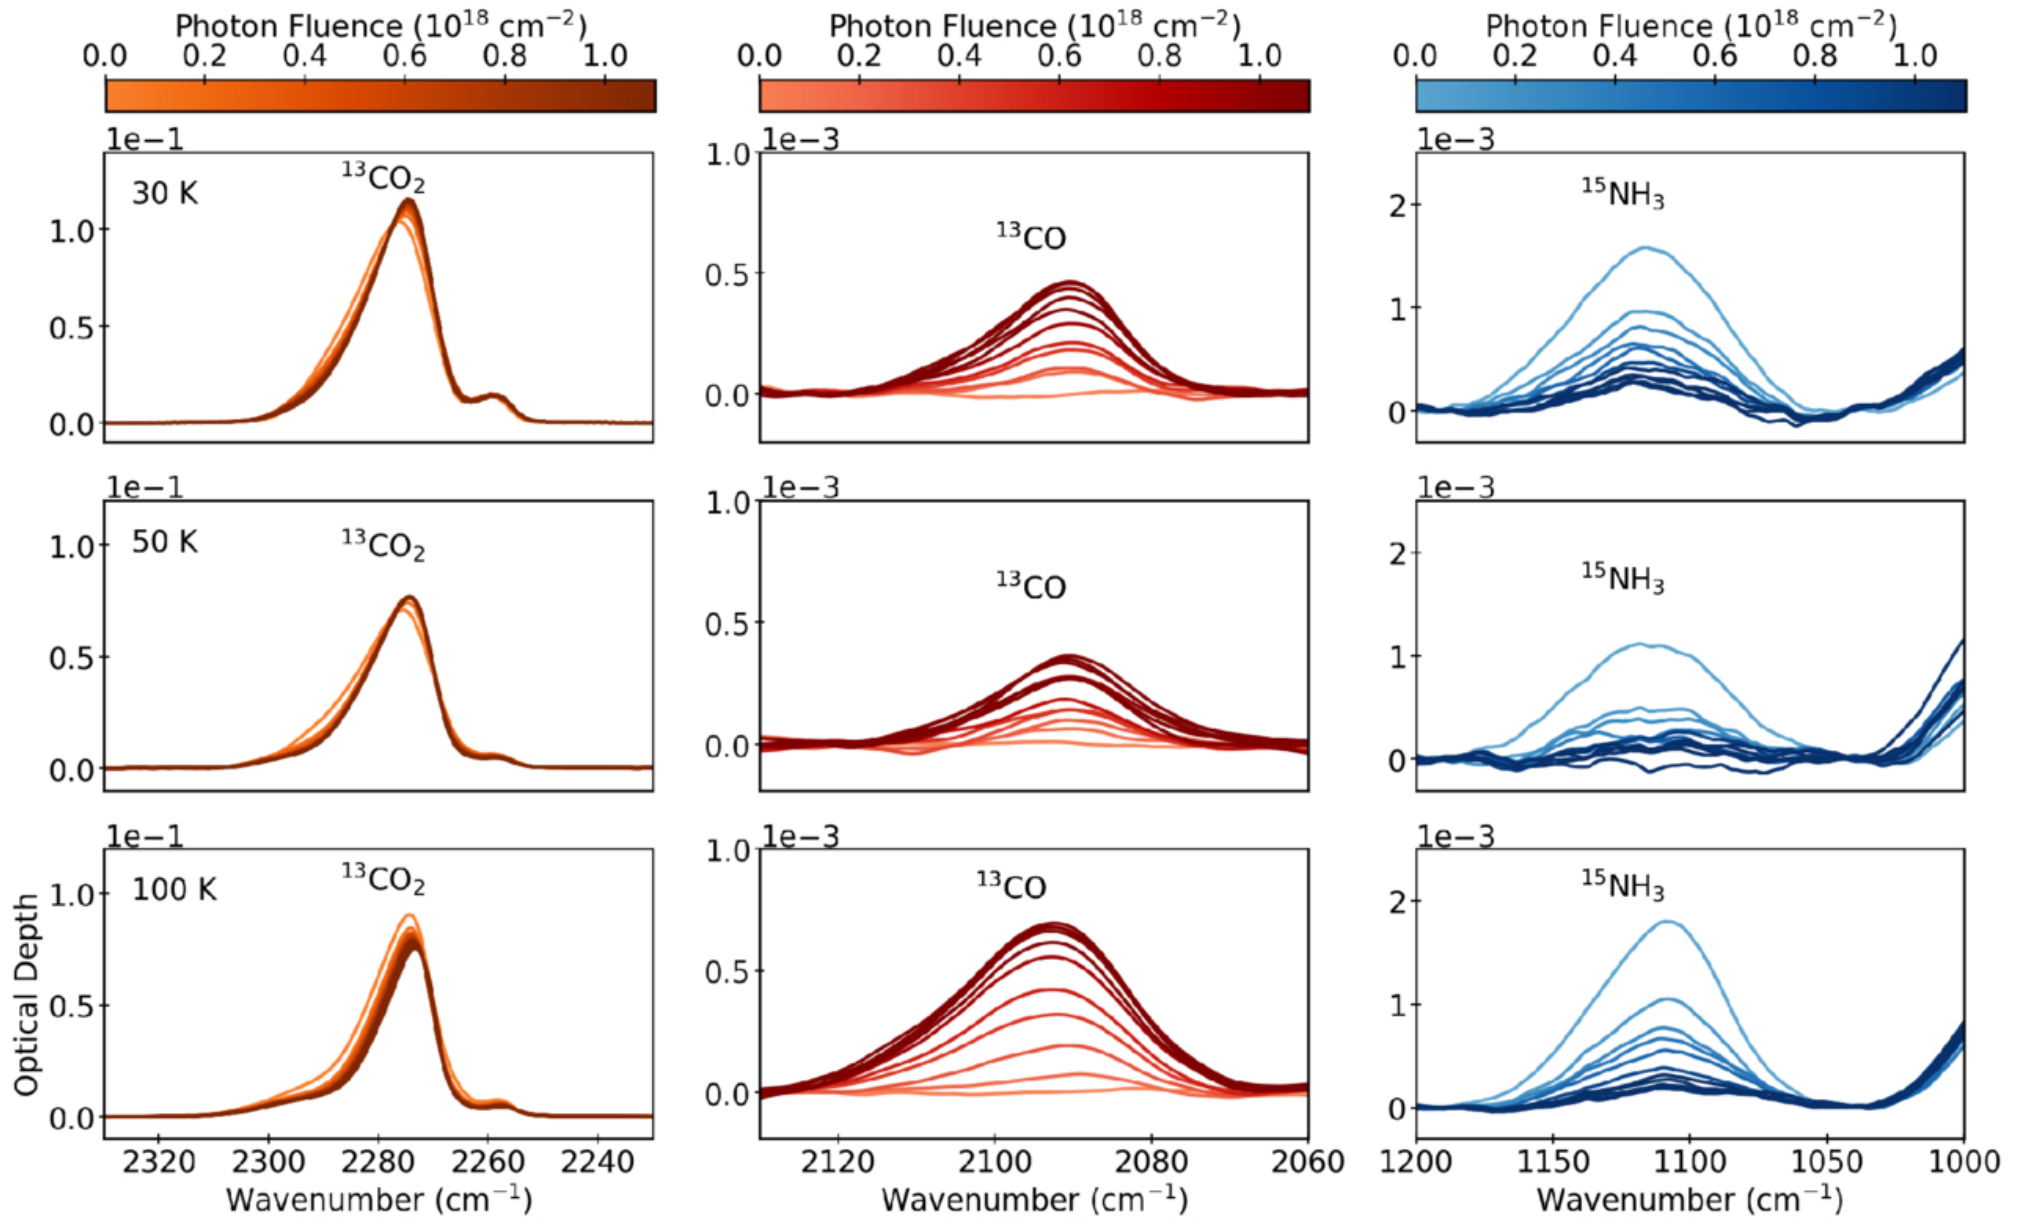 Photon Fluence (10¹⁸ cm⁻²) Photon Fluence (10¹⁸ cm⁻²) Photon Fluence (10¹⁸ cm⁻²)
0.0 0.2 0.4 0.6 0.8 1.0 0.0 0.2 0.4 0.6 0.8 1.0 0.0 0.2 0.4 0.6 0.8 1.0
1e−1 1e−3 1e−3
30 K ¹³CO₂ ¹³CO ¹⁵NH₃
1.0 0.5 0.0
1.0 0.5 0.0
2 1 0
1e−1 1e−3 1e−3
50 K ¹³CO₂ ¹³CO ¹⁵NH₃
1.0 0.5 0.0
1.0 0.5 0.0
2 1 0
1e−1 1e−3 1e−3
100 K ¹³CO₂ ¹³CO ¹⁵NH₃
1.0 0.5 0.0
1.0 0.5 0.0
2 1 0
Optical Depth
2320 2300 2280 2260 2240 2120 2100 2080 2060 1200 1150 1100 1050 1000
Wavenumber (cm⁻¹) Wavenumber (cm⁻¹) Wavenumber (cm⁻¹)